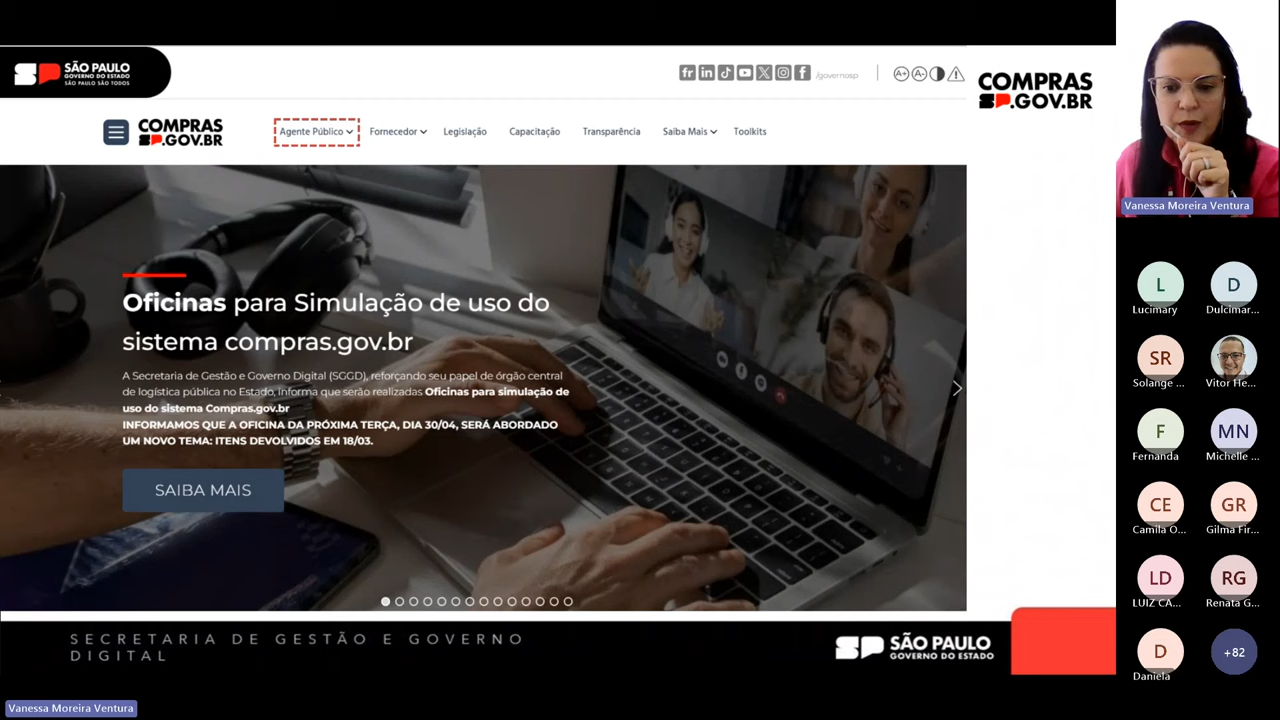 SÃO PAULO
GOVERNO DO ESTADO
SÃO PAULO SÃO TODOS
/governosp
A+ A-
COMPRAS
SP.GOV.BR
COMPRAS
SP.GOV.BR
Agente Público
Fornecedor
Legislação
Capacitação
Transparência
Saiba Mais
Toolkits
Oficinas para Simulação de uso do
sistema compras.gov.br
A Secretaria de Gestão e Governo Digital (SGGD), reforçando seu papel de órgão central
de logística pública no Estado, informa que serão realizadas Oficinas para simulação de
uso do sistema Compras.gov.br
INFORMAMOS QUE A OFICINA DA PRÓXIMA TERÇA, DIA 30/04, SERÁ ABORDADO
UM NOVO TEMA: ITENS DEVOLVIDOS EM 18/03.
SAIBA MAIS
SECRETARIA DE GESTÃO E GOVERNO
DIGITAL
SÃO PAULO
GOVERNO DO ESTADO
Vanessa Moreira Ventura
L
Lucimary
D
Dulcimar...
SR
Solange ...
Vitor He...
F
Fernanda
MN
Michelle ...
CE
Camila O...
GR
Gilma Fir...
LD
LUIZ CA...
RG
Renata G...
D
Daniela
+82
Vanessa Moreira Ventura